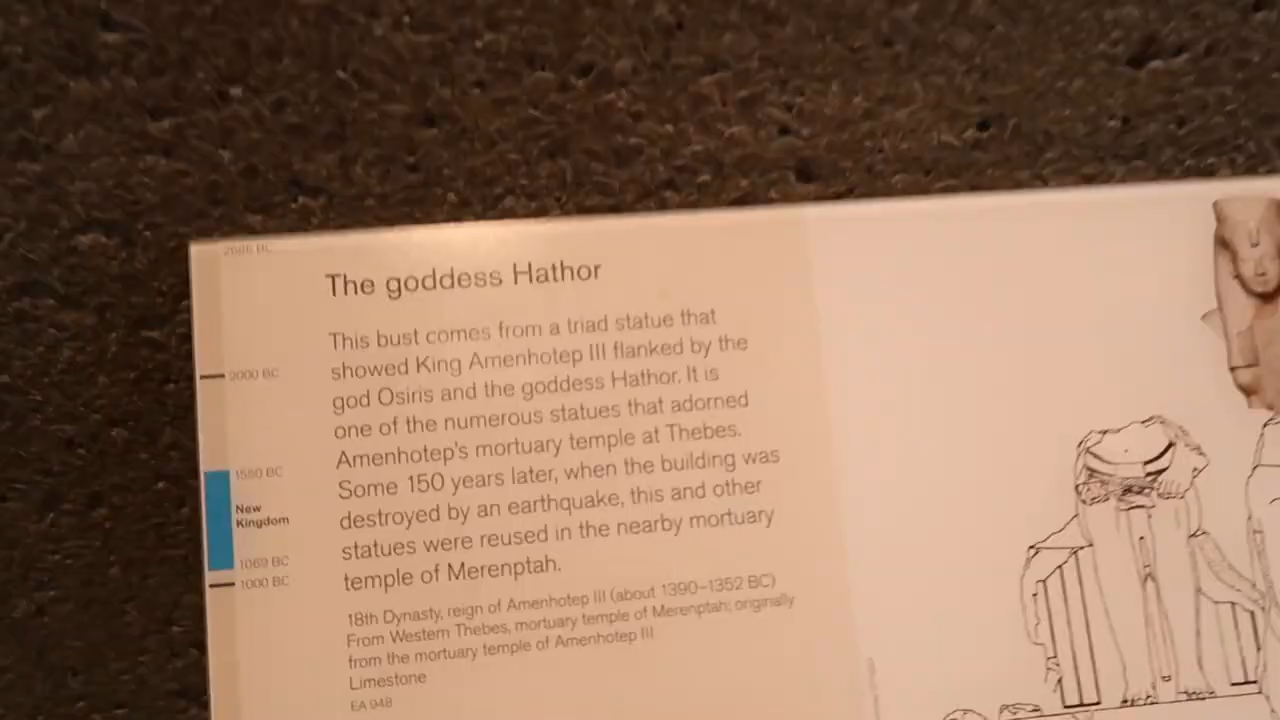 2686 BC
2000 BC
1550 BC
New
Kingdom
1069 BC
1000 BC
The goddess Hathor
This bust comes from a triad statue that
showed King Amenhotep III flanked by the
god Osiris and the goddess Hathor. It is
one of the numerous statues that adorned
Amenhotep's mortuary temple at Thebes.
Some 150 years later, when the building was
destroyed by an earthquake, this and other
statues were reused in the nearby mortuary
temple of Merenptah.
18th Dynasty, reign of Amenhotep III (about 1390–1352 BC)
From Western Thebes, mortuary temple of Merenptah; originally
from the mortuary temple of Amenhotep III
Limestone
EA 948